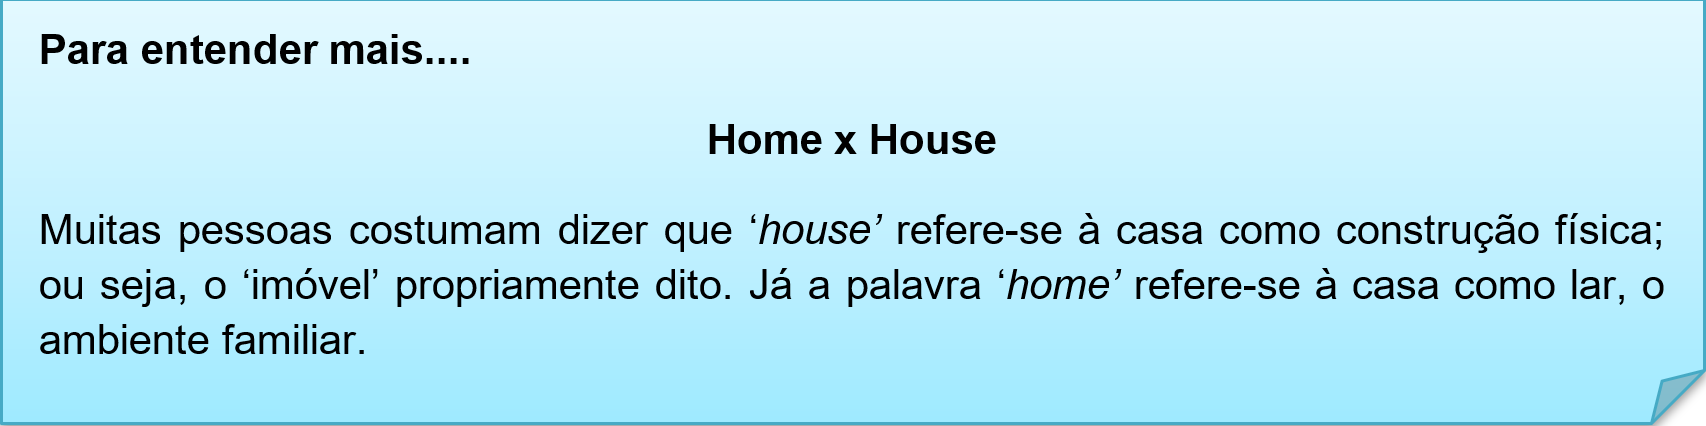 Para entender mais....
Home x House
Muitas pessoas costumam dizer que ‘house’ refere-se à casa como construção física;
ou seja, o ‘imóvel’ propriamente dito. Já a palavra ‘home’ refere-se à casa como lar, o
ambiente familiar.